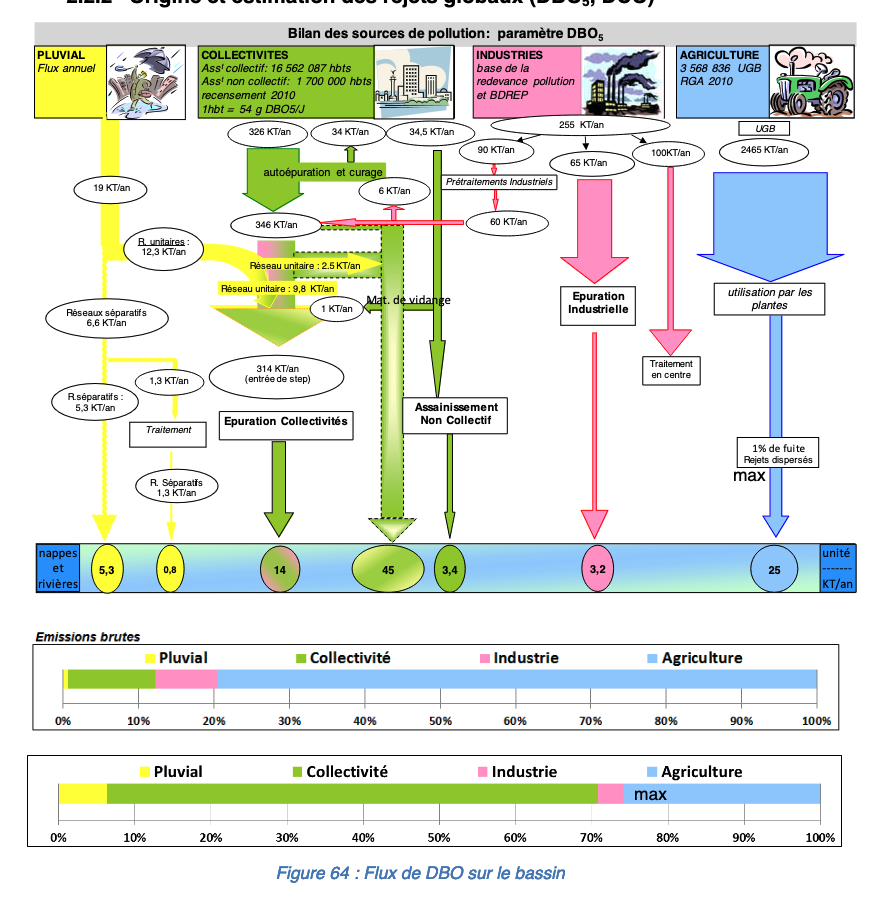 2.2.2 Origine et estimation des rejets globaux (DBO5, DCO)
Bilan des sources de pollution: paramètre DBO5
PLUVIAL
Flux annuel
COLLECTIVITES
Assᵗ collectif: 16 562 087 hbts
Assᵗ non collectif: 1 700 000 hbts
recensement 2010
1hbt = 54 g DBO5/J
INDUSTRIES
base de la
redevance pollution
et BDREP
AGRICULTURE
3 568 836 UGB
RGA 2010
326 KT/an
34 KT/an
34,5 KT/an
255 KT/an
UGB
90 KT/an
65 KT/an
100KT/an
2465 KT/an
autoépuration et curage
19 KT/an
6 KT/an
Prétraitements Industriels
346 KT/an
60 KT/an
R. unitaires :
12,3 KT/an
Réseau unitaire : 2.5 KT/an
Réseau unitaire : 9,8 KT/an
1 KT/an
Mat. de vidange
Epuration
Industrielle
utilisation par les
plantes
Réseaux séparatifs
6,6 KT/an
314 KT/an
(entrée de step)
Traitement
en centre
1,3 KT/an
R.séparatifs :
5,3 KT/an
Traitement
Epuration Collectivités
Assainissement
Non Collectif
1% de fuite
Rejets dispersés
max
R. Séparatifs
1,3 KT/an
nappes
et
rivières
5,3
0,8
14
45
3,4
3,2
25
unité
-------
KT/an
Emissions brutes
Pluvial Collectivité Industrie Agriculture
0% 10% 20% 30% 40% 50% 60% 70% 80% 90% 100%
Pluvial Collectivité Industrie Agriculture
max
0% 10% 20% 30% 40% 50% 60% 70% 80% 90% 100%
Figure 64 : Flux de DBO sur le bassin